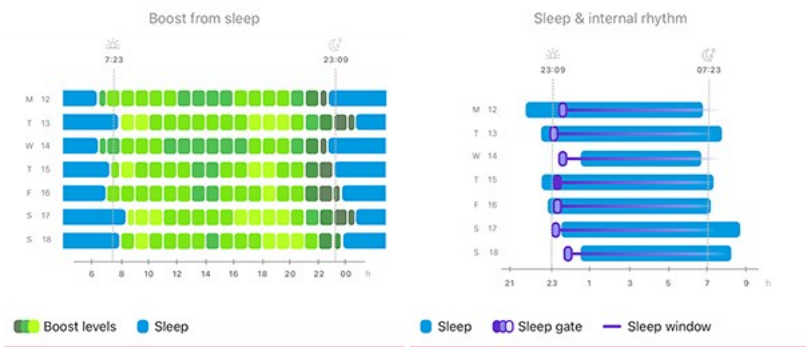 Boost from sleep
7:23
23:09
M 12
T 13
W 14
T 15
F 16
S 17
S 18
6 8 10 12 14 16 18 20 22 00 h
Boost levels
Sleep
Sleep & internal rhythm
23:09
07:23
M 12
T 13
W 14
T 15
F 16
S 17
S 18
21 23 1 3 5 7 9 h
Sleep
Sleep gate
Sleep window